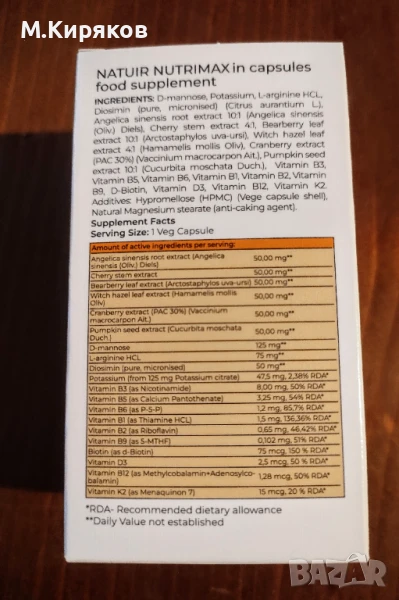 М.Киряков
NATUIR NUTRIMAX in capsules
food supplement
INGREDIENTS: D-mannose, Potassium, L-arginine HCL,
Diosimin (pure, micronised) (Citrus aurantium L.),
Angelica sinensis root extract 10:1 (Angelica sinensis
(Oliv.) Diels), Cherry stem extract 4:1, Bearberry leaf
extract 10:1 (Arctostaphylos uva-ursi), Witch hazel leaf
extract 4:1 (Hamamelis mollis Oliv), Cranberry extract
(PAC 30%) (Vaccinium macrocarpon Ait.), Pumpkin seed
extract 10:1 (Cucurbita moschata Duch.), Vitamin B3,
Vitamin B5, Vitamin B6, Vitamin B1, Vitamin B2, Vitamin
B9, D-Biotin, Vitamin D3, Vitamin B12, Vitamin K2.
Additives: Hypromellose (HPMC) (Vege capsule shell),
Natural Magnesium stearate (anti-caking agent).
Supplement Facts
Serving Size: 1 Veg Capsule
Amount of active ingredients per serving:
Angelica sinensis root extract (Angelica
sinensis (Oliv.) Diels) 50,00 mg**
Cherry stem extract 50,00 mg**
Bearberry leaf extract (Arctostaphylos uva-ursi) 50,00 mg**
Witch hazel leaf extract (Hamamelis mollis
Oliv) 50,00 mg**
Cranberry extract (PAC 30%) (Vaccinium
macrocarpon Ait.) 50,00 mg**
Pumpkin seed extract (Cucurbita moschata
Duch.) 50,00 mg**
D-mannose 125 mg**
L-arginine HCL 75 mg**
Diosimin (pure, micronised) 50 mg**
Potassium (from 125 mg Potassium citrate) 47,5 mg, 2,38% RDA*
Vitamin B3 (as Nicotinamide) 8,00 mg, 50% RDA*
Vitamin B5 (as Calcium Pantothenate) 3,25 mg, 54% RDA*
Vitamin B6 (as P-5-P) 1,2 mg, 85,7% RDA*
Vitamin B1 (as Thiamine HCL) 1,5 mg, 136,36% RDA*
Vitamin B2 (as Riboflavin) 0,65 mg, 46,42% RDA*
Vitamin B9 (as 5-MTHF) 0,102 mg, 51% RDA*
Biotin (as d-Biotin) 75 mcg, 150 % RDA*
Vitamin D3 2,5 mcg, 50 % RDA*
Vitamin B12 (as Methylcobalamin+Adenosylco-
balamin) 1,28 mcg, 50% RDA*
Vitamin K2 (as Menaquinon 7) 15 mcg, 20 % RDA*
*RDA- Recommended dietary allowance
**Daily Value not established
BAZAR